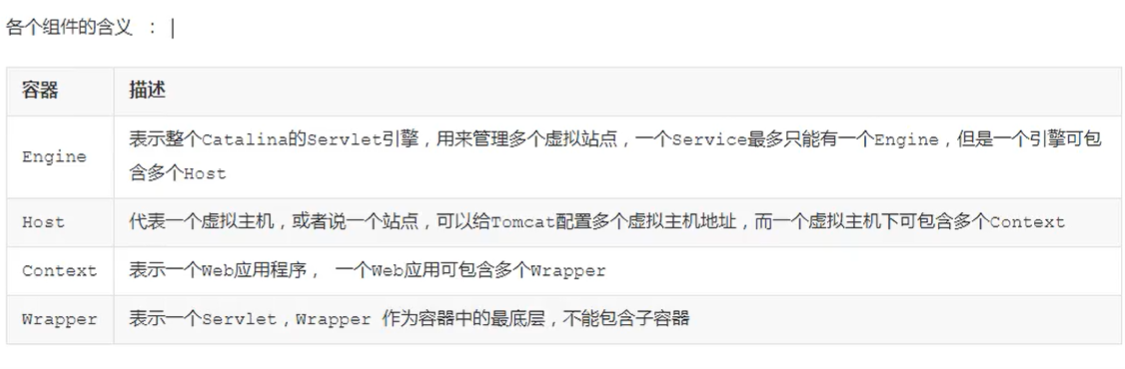 各个组件的含义 ：
容器 描述
Engine 表示整个Catalina的Servlet引擎，用来管理多个虚拟站点，一个Service最多只能有一个Engine，但是一个引擎可包
含多个Host
Host 代表一个虚拟主机，或者说一个站点，可以给Tomcat配置多个虚拟主机地址，而一个虚拟主机下可包含多个Context
Context 表示一个Web应用程序， 一个Web应用可包含多个Wrapper
Wrapper 表示一个Servlet，Wrapper 作为容器中的最底层，不能包含子容器